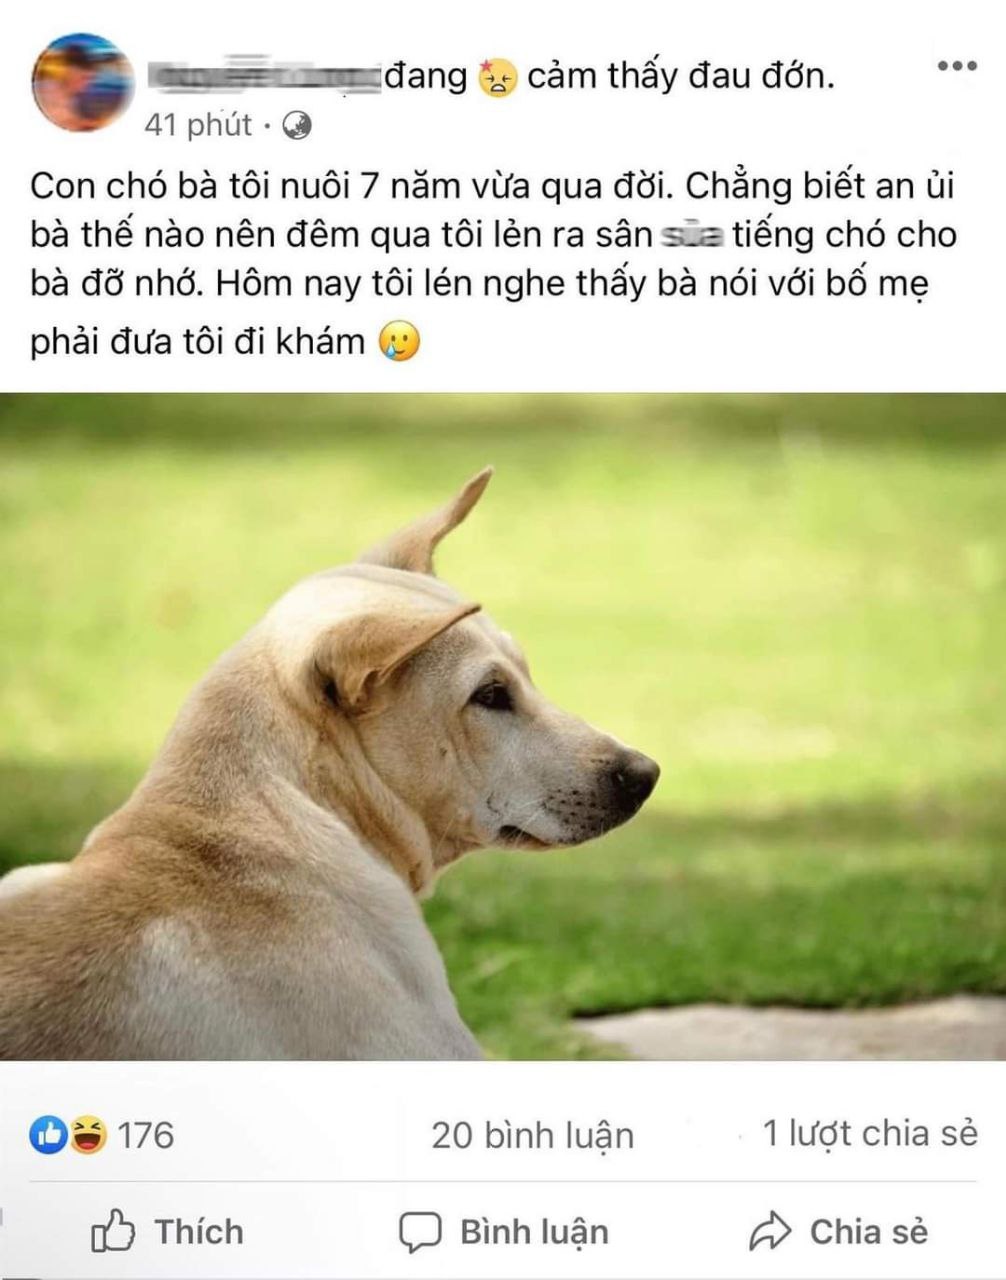 đang 🤕 cảm thấy đau đớn.
41 phút ·
Con chó bà tôi nuôi 7 năm vừa qua đời. Chẳng biết an ủi
bà thế nào nên đêm qua tôi lẻn ra sân sủa tiếng chó cho
bà đỡ nhớ. Hôm nay tôi lén nghe thấy bà nói với bố mẹ
phải đưa tôi đi khám 🥲
176
20 bình luận
1 lượt chia sẻ
Thích
Bình luận
Chia sẻ